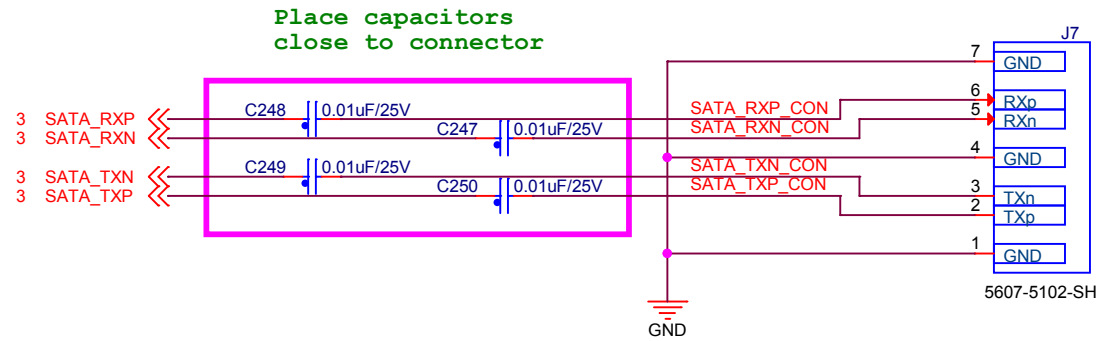 Place capacitors
close to connector
J7
7 GND
3 SATA_RXP C248 0.01uF/25V SATA_RXP_CON 6 RXp
3 SATA_RXN C247 0.01uF/25V SATA_RXN_CON 5 RXn
4 GND
3 SATA_TXN C249 0.01uF/25V SATA_TXN_CON 3 TXn
3 SATA_TXP C250 0.01uF/25V SATA_TXP_CON 2 TXp
1 GND
5607-5102-SH
GND